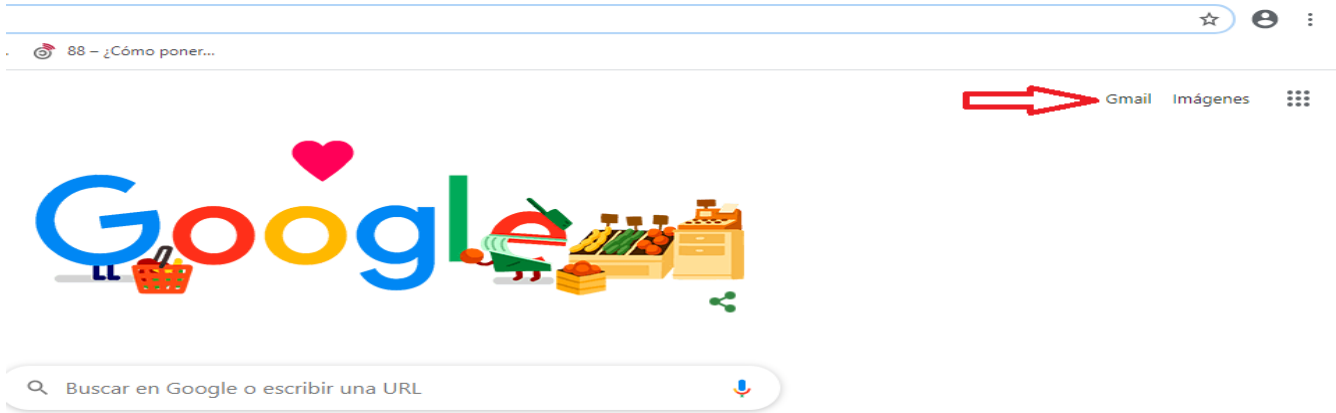 88 – ¿Cómo poner...
Gmail Imágenes
Google
Buscar en Google o escribir una URL